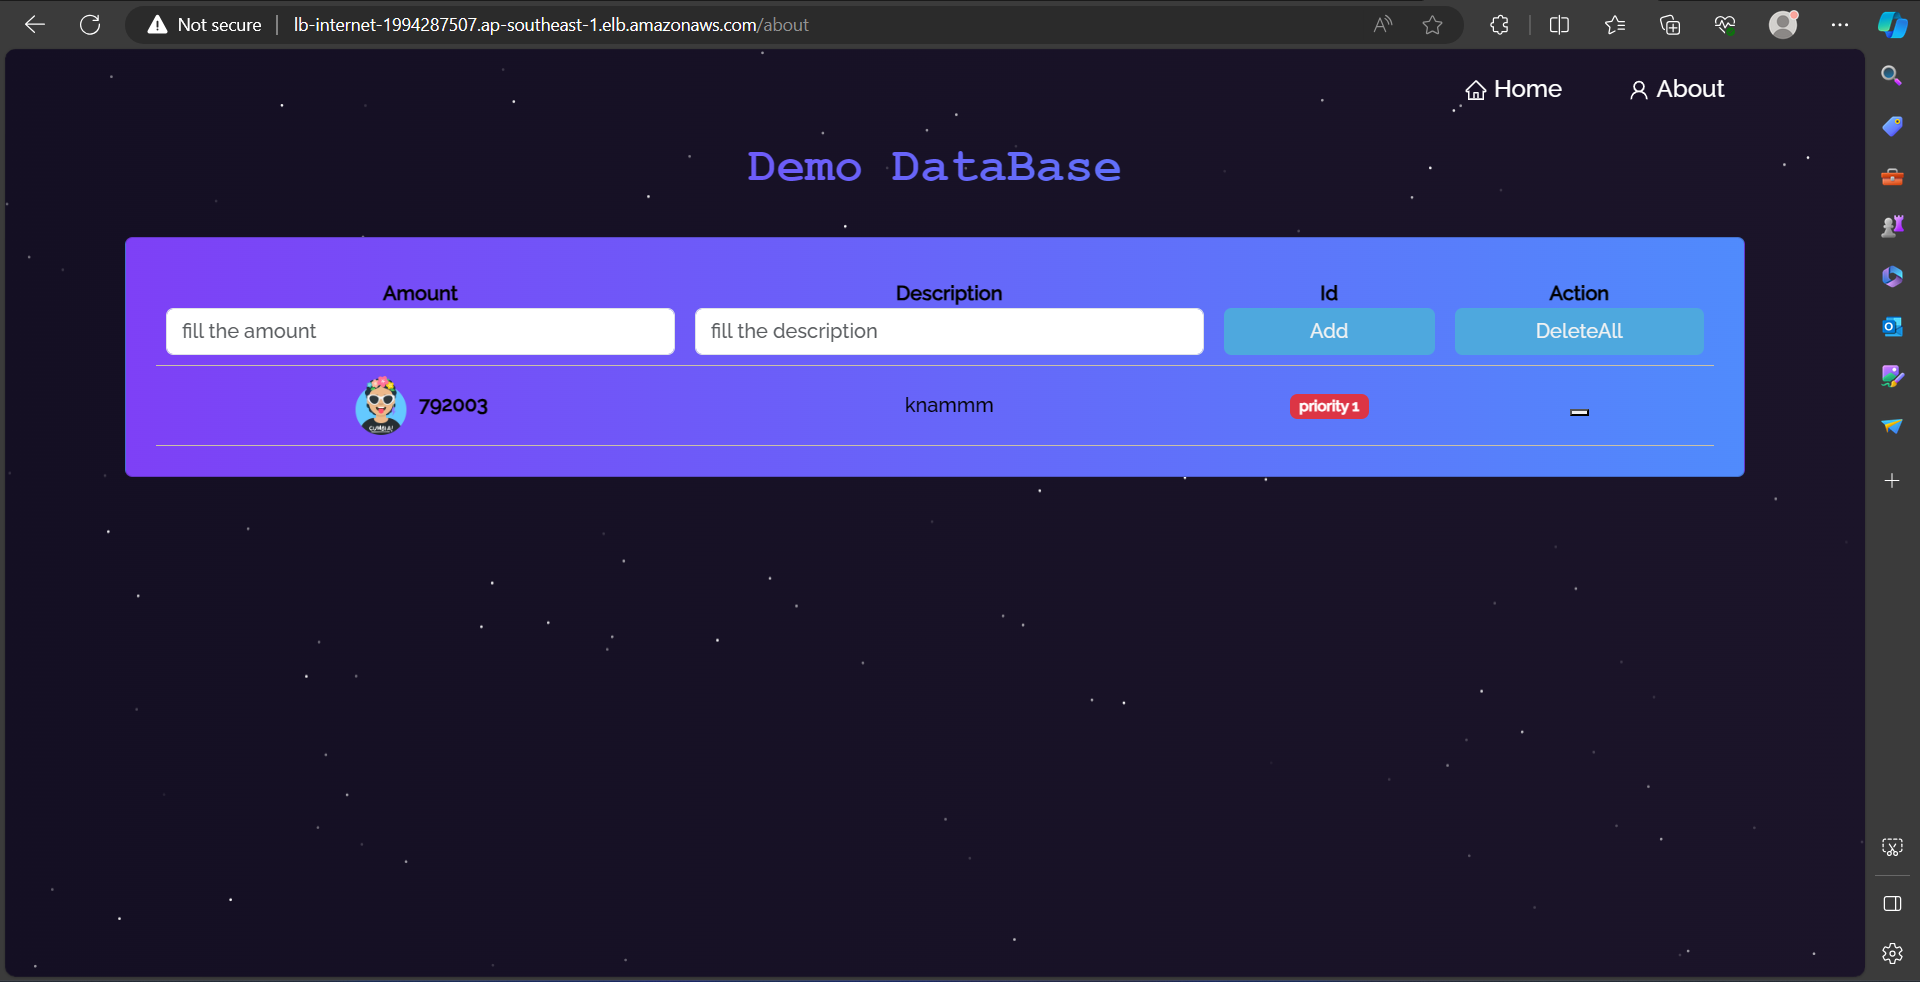 Not secure
lb-internet-1994287507.ap-southeast-1.elb.amazonaws.com/about
Home
About
Demo DataBase
Amount
Description
Id
Action
fill the amount
fill the description
Add
DeleteAll
792003
knammm
priority 1